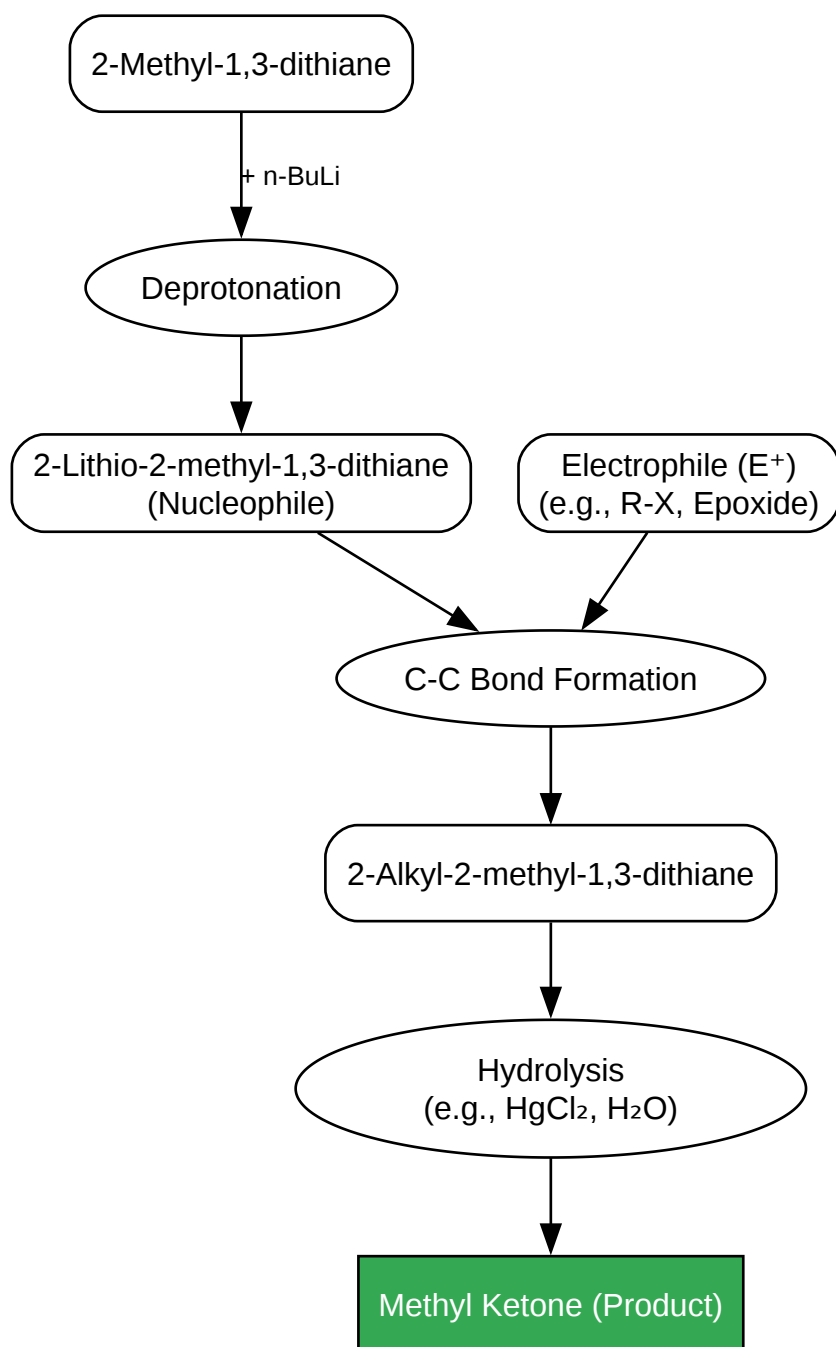 2-Methyl-1,3-dithiane
+ n-BuLi
Deprotonation
2-Lithio-2-methyl-1,3-dithiane
(Nucleophile)
Electrophile (E⁺)
(e.g., R-X, Epoxide)
C-C Bond Formation
2-Alkyl-2-methyl-1,3-dithiane
Hydrolysis
(e.g., HgCl₂, H₂O)
Methyl Ketone (Product)